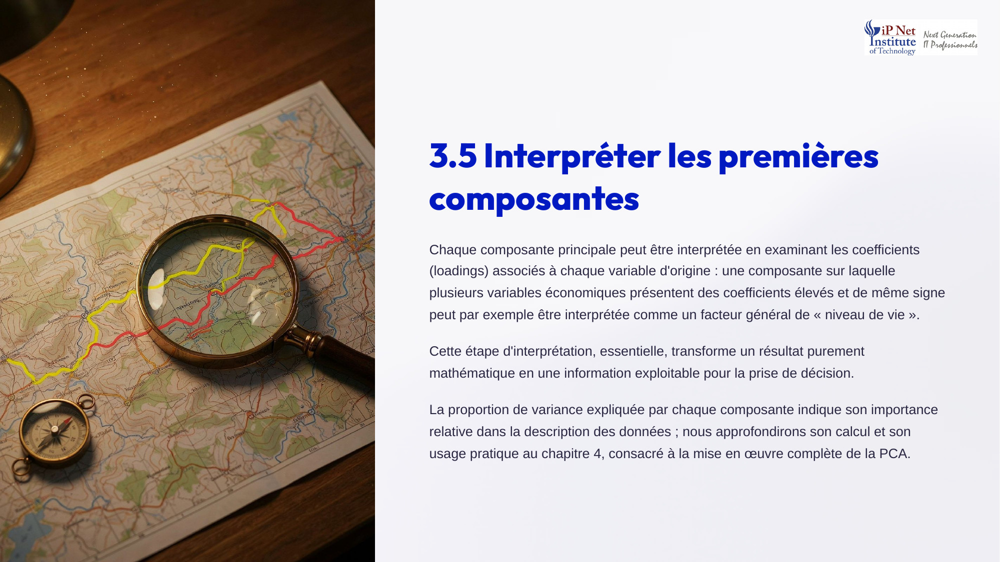 iP Net
Institute
of Technology
Next Generation
IT Professionnels
3.5 Interpréter les premières
composantes
Chaque composante principale peut être interprétée en examinant les coefficients
(loadings) associés à chaque variable d'origine : une composante sur laquelle
plusieurs variables économiques présentent des coefficients élevés et de même signe
peut par exemple être interprétée comme un facteur général de « niveau de vie ».
Cette étape d'interprétation, essentielle, transforme un résultat purement
mathématique en une information exploitable pour la prise de décision.
La proportion de variance expliquée par chaque composante indique son importance
relative dans la description des données ; nous approfondirons son calcul et son
usage pratique au chapitre 4, consacré à la mise en œuvre complète de la PCA.